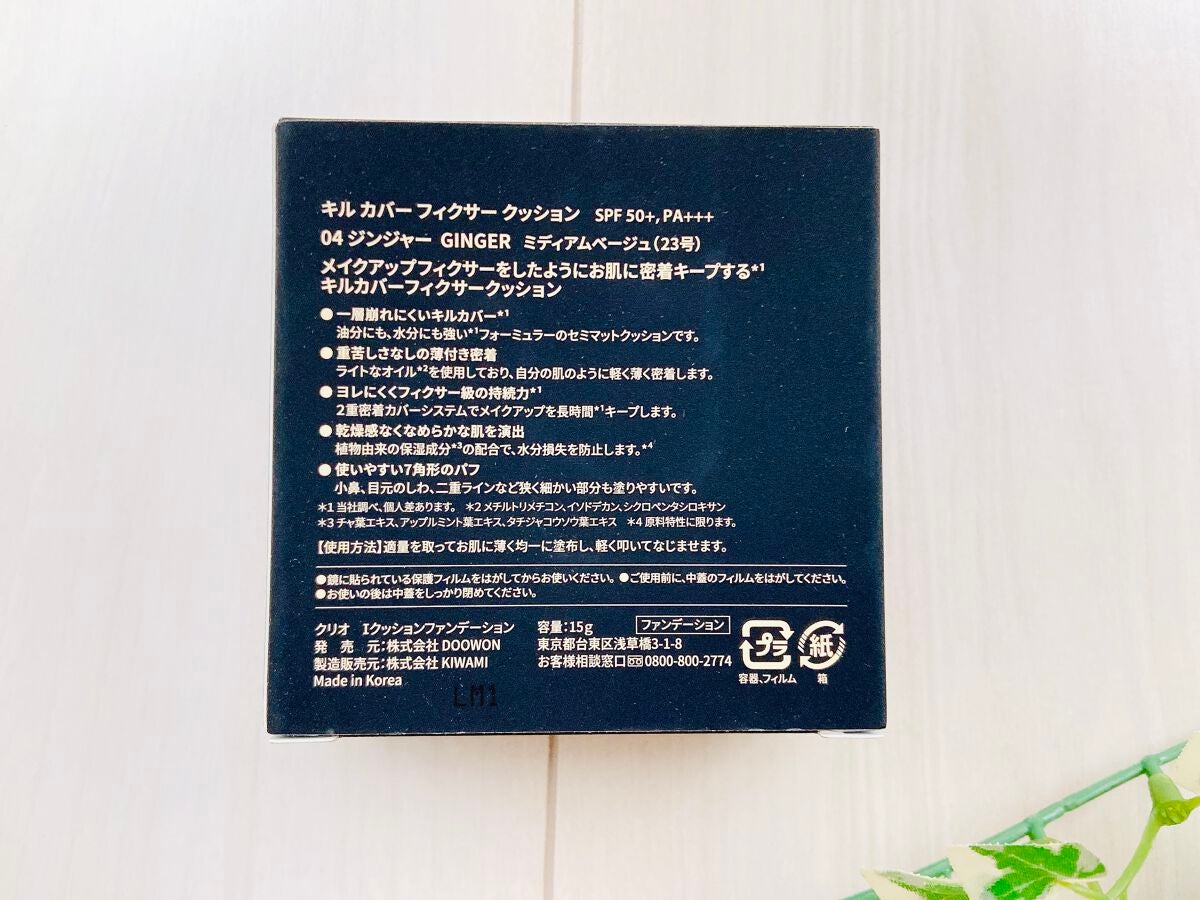 キル カバー フィクサー クッション SPF 50+, PA+++
04 ジンジャー GINGER ミディアムベージュ(23号)
メイクアップフィクサーをしたようにお肌に密着キープする*1
キルカバーフィクサークッション
● 一層崩れにくいキルカバー*1
油分にも、水分にも強い*1フォーミュラーのセミマットクッションです。
● 重苦しさなしの薄付き密着
ライトなオイル*2を使用しており、自分の肌のように軽く薄く密着します。
● ヨレにくくフィクサー級の持続力*1
2重密着カバーシステムでメイクアップを長時間*1キープします。
● 乾燥感なくなめらかな肌を演出
植物由来の保湿成分*3の配合で、水分損失を防止します。*4
● 使いやすい7角形のパフ
小鼻、目元のしわ、二重ラインなど狭く細かい部分も塗りやすいです。
*1 当社調べ、個人差あります。 *2 メチルトリメチコン、イソドデカン、シクロペンタシロキサン
*3 チャ葉エキス、アップルミント葉エキス、タチジャコウソウ葉エキス *4 原料特性に限ります。
【使用方法】適量を取ってお肌に薄く均一に塗布し、軽く叩いてなじませます。
●鏡に貼られている保護フィルムをはがしてからお使いください。 ●ご使用前に、中蓋のフィルムをはがしてください。
●お使いの後は中蓋をしっかり閉めてください。
クリオ Iクッションファンデーション 容量:15g ファンデーション
発売元:株式会社 DOOWON 東京都台東区浅草橋3-1-8
製造販売元:株式会社 KIWAMI お客様相談窓口 0800-800-2774
Made in Korea
プラ 容器、フィルム
紙 箱
LM1